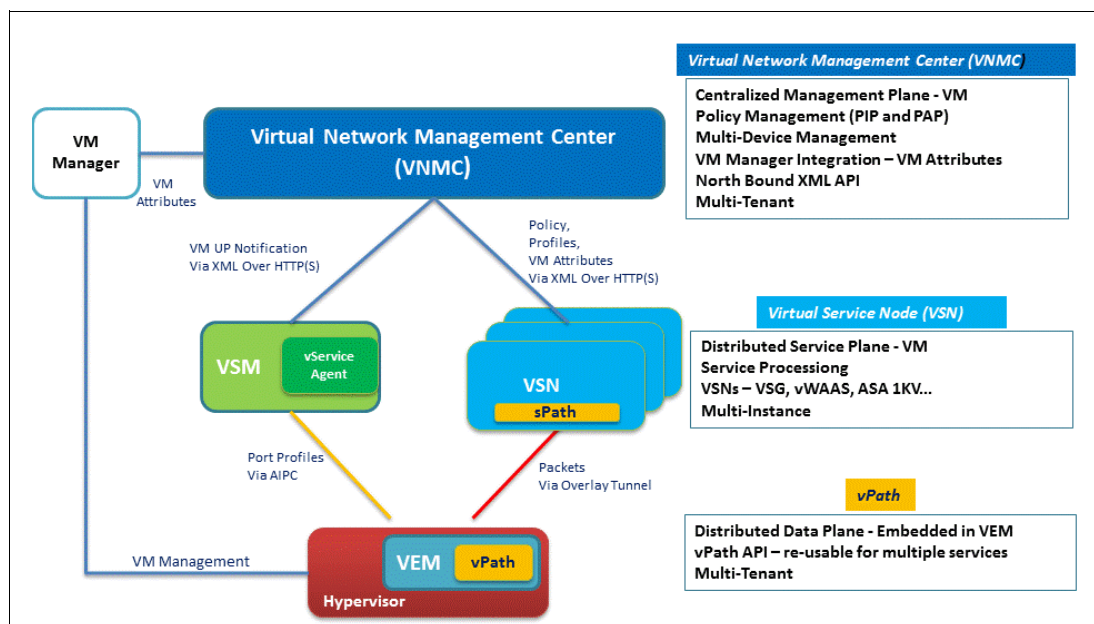 Virtual Network Management Center (VNMC)
Centralized Management Plane - VM
Policy Management (PIP and PAP)
Multi-Device Management
VM Manager Integration – VM Attributes
North Bound XML API
Multi-Tenant
VM
Manager
Virtual Network Management Center
(VNMC)
VM
Attributes
VM UP Notification
Via XML Over HTTP(S)
Policy,
Profiles,
VM Attributes
Via XML Over HTTP(S)
Virtual Service Node (VSN)
Distributed Service Plane - VM
Service Processiong
VSNs – VSG, vWAAS, ASA 1KV...
Multi-Instance
VSM
vService
Agent
VSN
sPath
Port Profiles
Via AIPC
Packets
Via Overlay Tunnel
vPath
Distributed Data Plane - Embedded in VEM
vPath API – re-usable for multiple services
Multi-Tenant
VM Management
VEM
vPath
Hypervisor